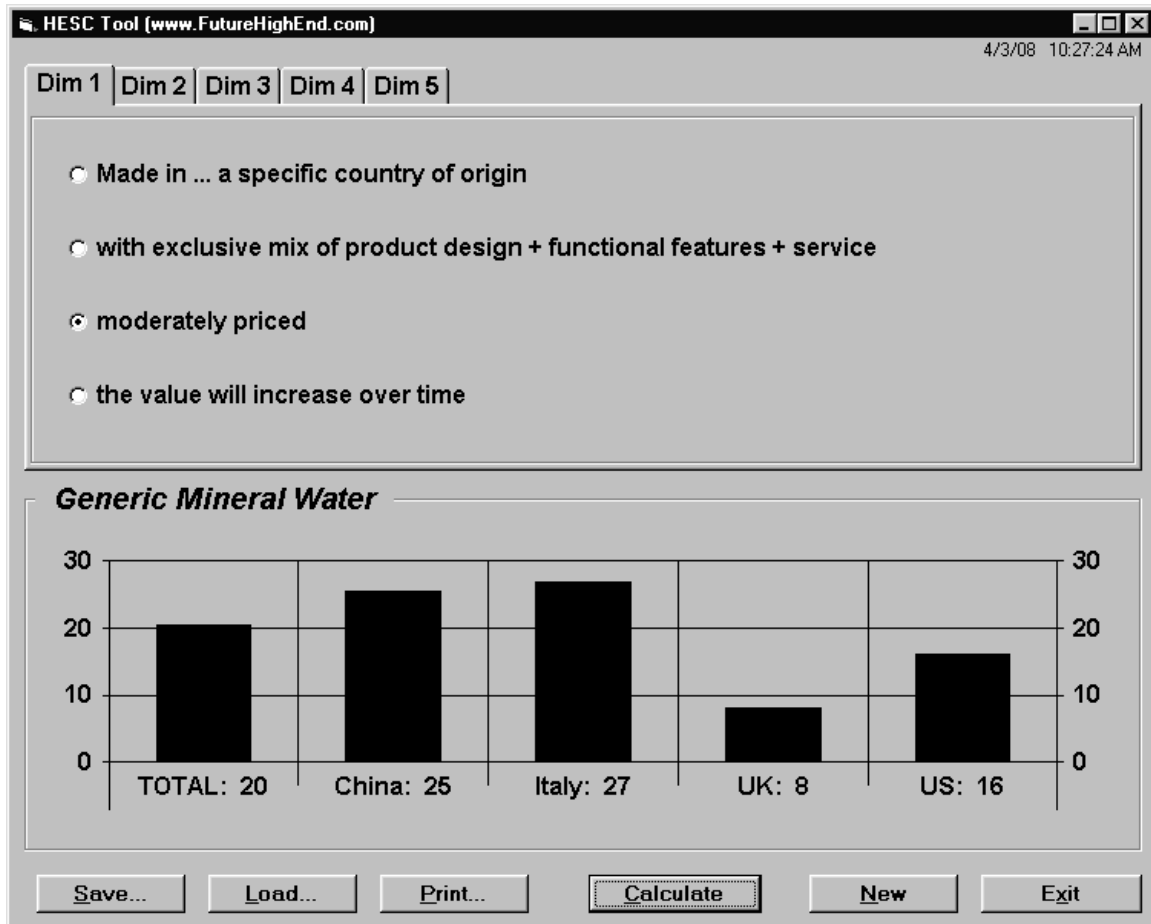 HESC Tool (www.FutureHighEnd.com)
4/3/08 10:27:24 AM
Dim 1 Dim 2 Dim 3 Dim 4 Dim 5
Made in ... a specific country of origin
with exclusive mix of product design + functional features + service
moderately priced
the value will increase over time
Generic Mineral Water
30 30
20 20
10 10
0 0
TOTAL: 20 China: 25 Italy: 27 UK: 8 US: 16
Save... Load... Print... Calculate New Exit